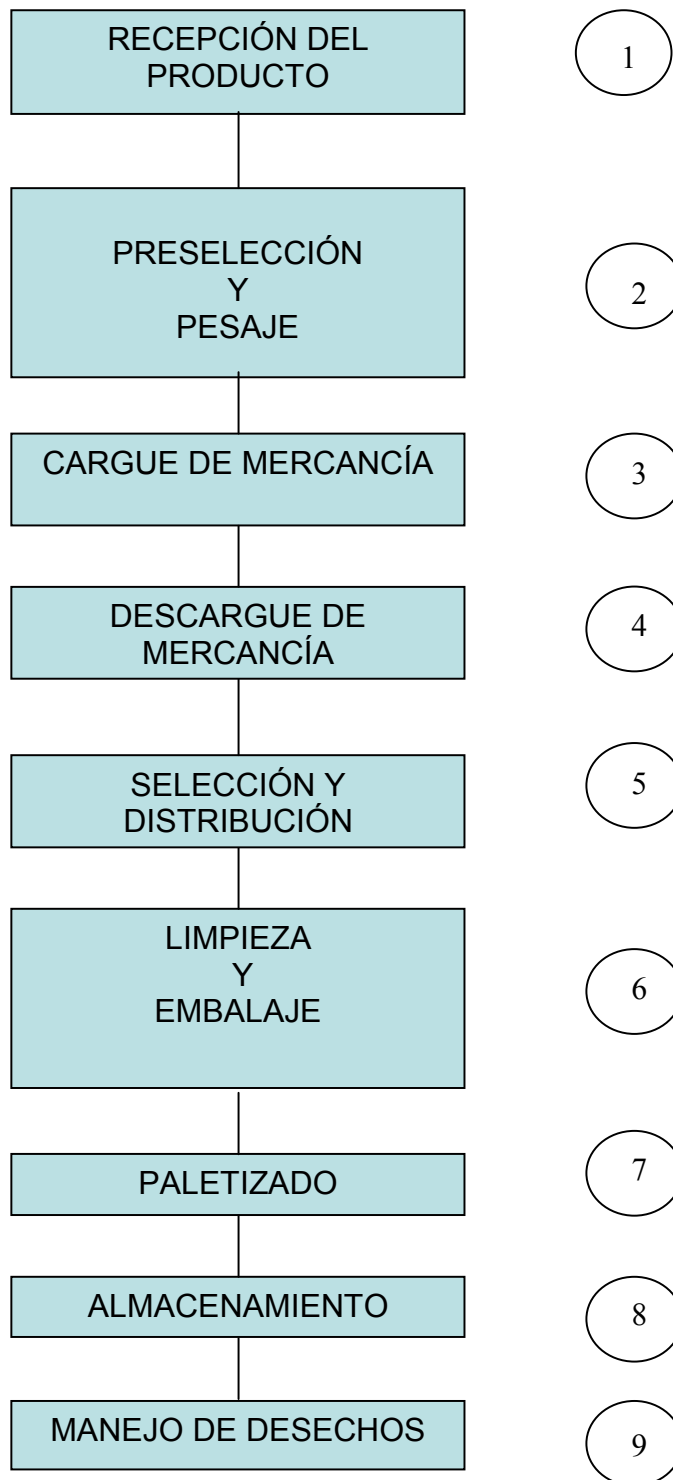 RECEPCIÓN DEL
PRODUCTO
1
PRESELECCIÓN
Y
PESAJE
2
CARGUE DE MERCANCÍA
3
DESCARGUE DE
MERCANCÍA
4
SELECCIÓN Y
DISTRIBUCIÓN
5
LIMPIEZA
Y
EMBALAJE
6
PALETIZADO
7
ALMACENAMIENTO
8
MANEJO DE DESECHOS
9